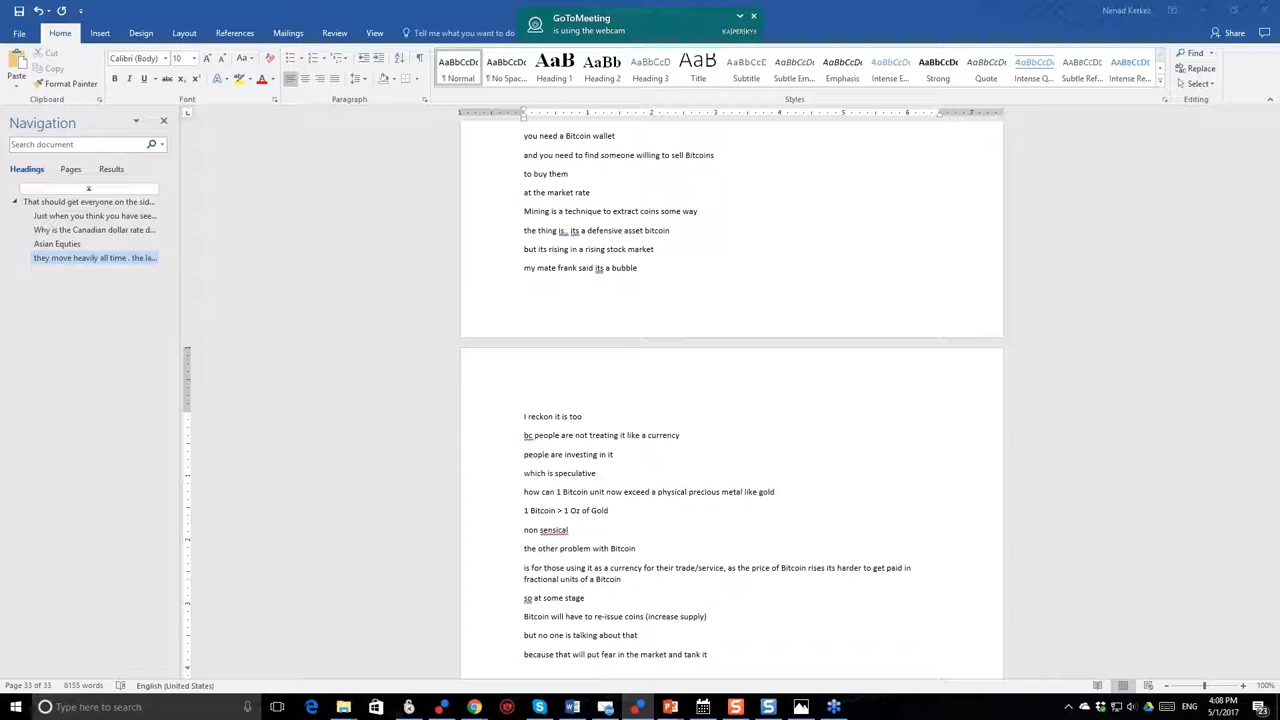 GoToMeeting
is using the webcam
KASPERSKY
Nenad Kerkez
File
Home
Insert
Design
Layout
References
Mailings
Review
View
Tell me what you want to do
Share
Cut
Copy
Format Painter
Paste
Clipboard
Calibri (Body)
10
Font
Paragraph
AaBbCcDc
¶ Normal
AaBbCcDc
¶ No Spac...
AaB
Heading 1
AaBb
Heading 2
AaBbCcD
Heading 3
AaB
Title
AaBbCcD
Subtitle
AaBbCcDc
Subtle Em...
AaBbCcDc
Emphasis
AaBbCcDc
Intense E...
AaBbCcDc
Strong
AaBbCcDc
Quote
AaBbCcDc
Intense Q...
AaBbCcDc
Subtle Ref...
AaBbCcDc
Intense Re...
Styles
Find
Replace
Select
Editing
Navigation
Search document
Headings Pages Results
That should get everyone on the sid...
Just when you think you have see...
Why is the Canadian dollar rate d...
Asian Equties
they move heavily all time . the la...
1 1 2 3 4 5 6 7
you need a Bitcoin wallet
and you need to find someone willing to sell Bitcoins
to buy them
at the market rate
Mining is a technique to extract coins some way
the thing is.. its a defensive asset bitcoin
but its rising in a rising stock market
my mate frank said its a bubble
I reckon it is too
bc people are not treating it like a currency
people are investing in it
which is speculative
how can 1 Bitcoin unit now exceed a physical precious metal like gold
1 Bitcoin > 1 Oz of Gold
non sensical
the other problem with Bitcoin
is for those using it as a currency for their trade/service, as the price of Bitcoin rises its harder to get paid in
fractional units of a Bitcoin
so at some stage
Bitcoin will have to re-issue coins (increase supply)
but no one is talking about that
because that will put fear in the market and tank it
Page 33 of 33 8155 words English (United States)
100%
Type here to search
ENG
4:08 PM
5/1/2017